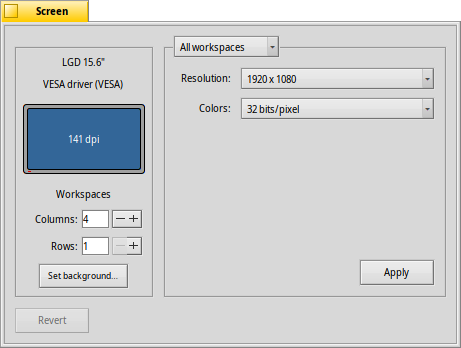 Screen
LGD 15.6"
VESA driver (VESA)
141 dpi
Workspaces
Columns: 4
Rows: 1
Set background...
All workspaces
Resolution: 1920 x 1080
Colors: 32 bits/pixel
Apply
Revert